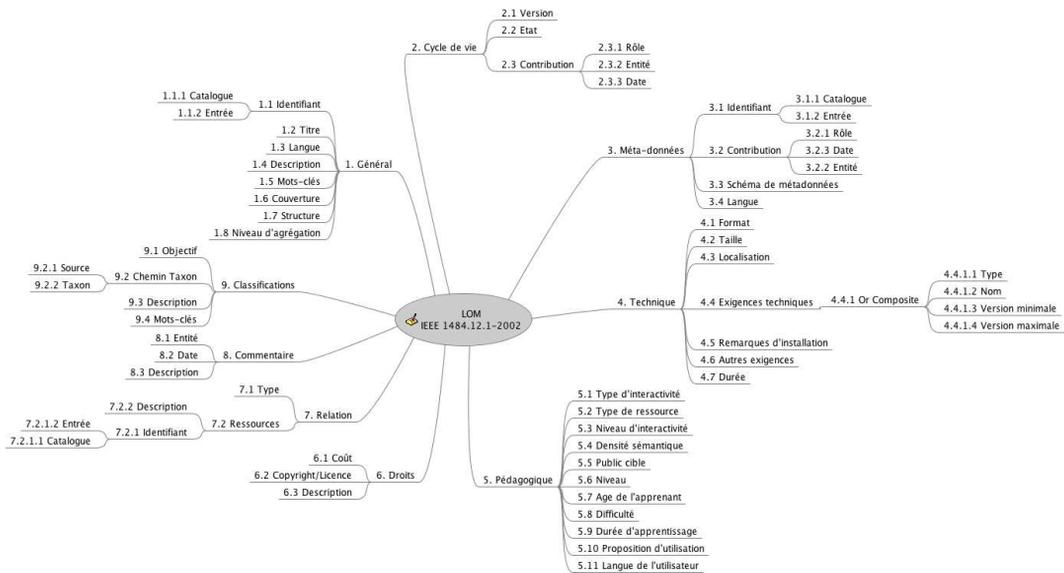 LOM
IEEE 1484.12.1-2002
1. Général
1.1 Identifiant
1.1.1 Catalogue
1.1.2 Entrée
1.2 Titre
1.3 Langue
1.4 Description
1.5 Mots-clés
1.6 Couverture
1.7 Structure
1.8 Niveau d'agrégation
2. Cycle de vie
2.1 Version
2.2 Etat
2.3 Contribution
2.3.1 Rôle
2.3.2 Entité
2.3.3 Date
3. Méta-données
3.1 Identifiant
3.1.1 Catalogue
3.1.2 Entrée
3.2 Contribution
3.2.1 Rôle
3.2.3 Date
3.2.2 Entité
3.3 Schéma de métadonnées
3.4 Langue
4. Technique
4.1 Format
4.2 Taille
4.3 Localisation
4.4 Exigences techniques
4.4.1 Or Composite
4.4.1.1 Type
4.4.1.2 Nom
4.4.1.3 Version minimale
4.4.1.4 Version maximale
4.5 Remarques d'installation
4.6 Autres exigences
4.7 Durée
5. Pédagogique
5.1 Type d'interactivité
5.2 Type de ressource
5.3 Niveau d'interactivité
5.4 Densité sémantique
5.5 Public cible
5.6 Niveau
5.7 Age de l'apprenant
5.8 Difficulté
5.9 Durée d'apprentissage
5.10 Proposition d'utilisation
5.11 Langue de l'utilisateur
6. Droits
6.1 Coût
6.2 Copyright/Licence
6.3 Description
7. Relation
7.1 Type
7.2 Ressources
7.2.2 Description
7.2.1 Identifiant
7.2.1.2 Entrée
7.2.1.1 Catalogue
8. Commentaire
8.1 Entité
8.2 Date
8.3 Description
9. Classifications
9.1 Objectif
9.2 Chemin Taxon
9.2.1 Source
9.2.2 Taxon
9.3 Description
9.4 Mots-clés